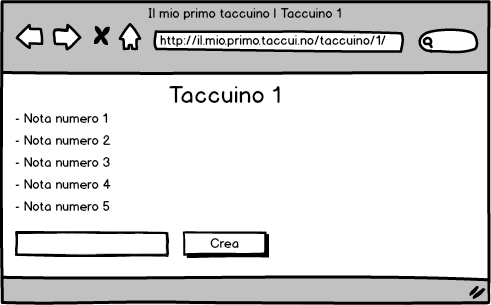 Il mio primo taccuino | Taccuino 1
http://il.mio.primo.taccui.no/taccuino/1/
Taccuino 1
- Nota numero 1
- Nota numero 2
- Nota numero 3
- Nota numero 4
- Nota numero 5
Crea